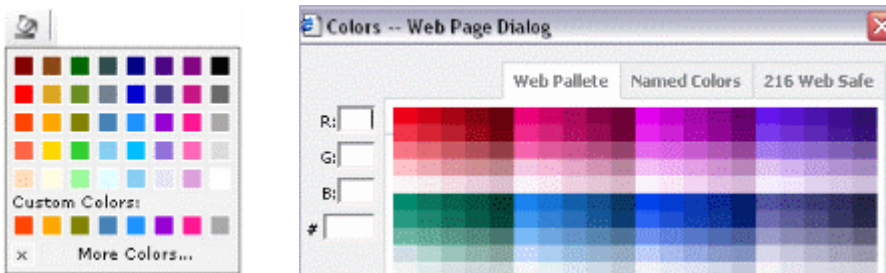 Custom Colors:
× More Colors...
Colors -- Web Page Dialog
Web Pallete Named Colors 216 Web Safe
R:
G:
B:
#